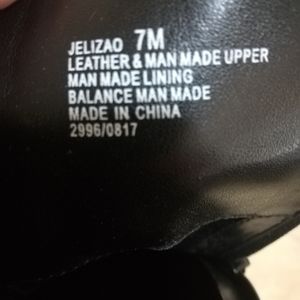 JELIZAO 7M
LEATHER & MAN MADE UPPER
MAN MADE LINING
BALANCE MAN MADE
MADE IN CHINA
2996/0817